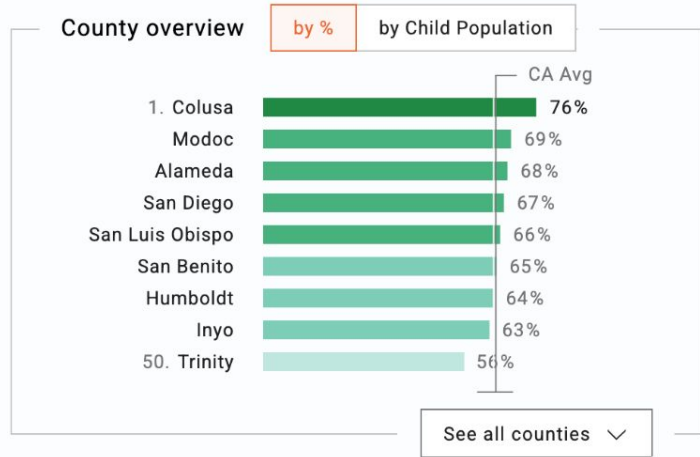 County overview by % by Child Population
CA Avg
1. Colusa 76%
Modoc 69%
Alameda 68%
San Diego 67%
San Luis Obispo 66%
San Benito 65%
Humboldt 64%
Inyo 63%
50. Trinity 56%
See all counties